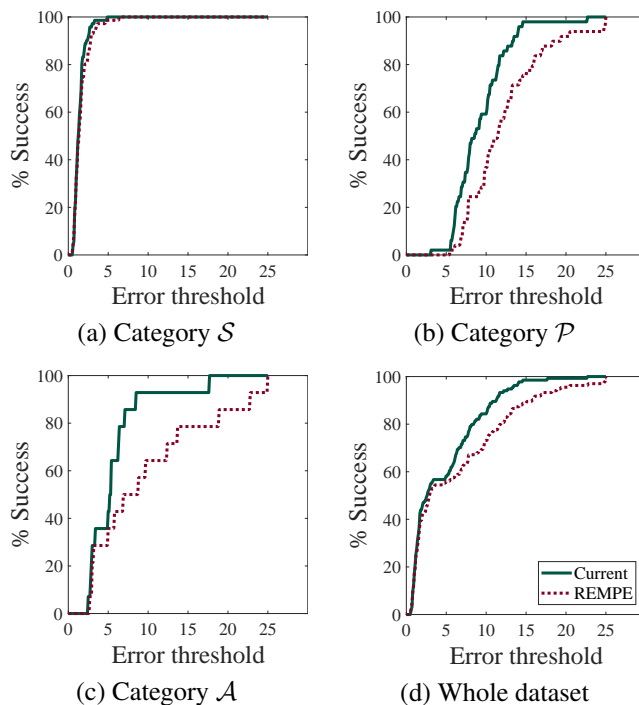 100
80
60
40
20
0
% Success
0 5 10 15 20 25
Error threshold
(a) Category S
100
80
60
40
20
0
% Success
0 5 10 15 20 25
Error threshold
(b) Category P
100
80
60
40
20
0
% Success
0 5 10 15 20 25
Error threshold
(c) Category A
100
80
60
40
20
0
% Success
Current
REMPE
0 5 10 15 20 25
Error threshold
(d) Whole dataset